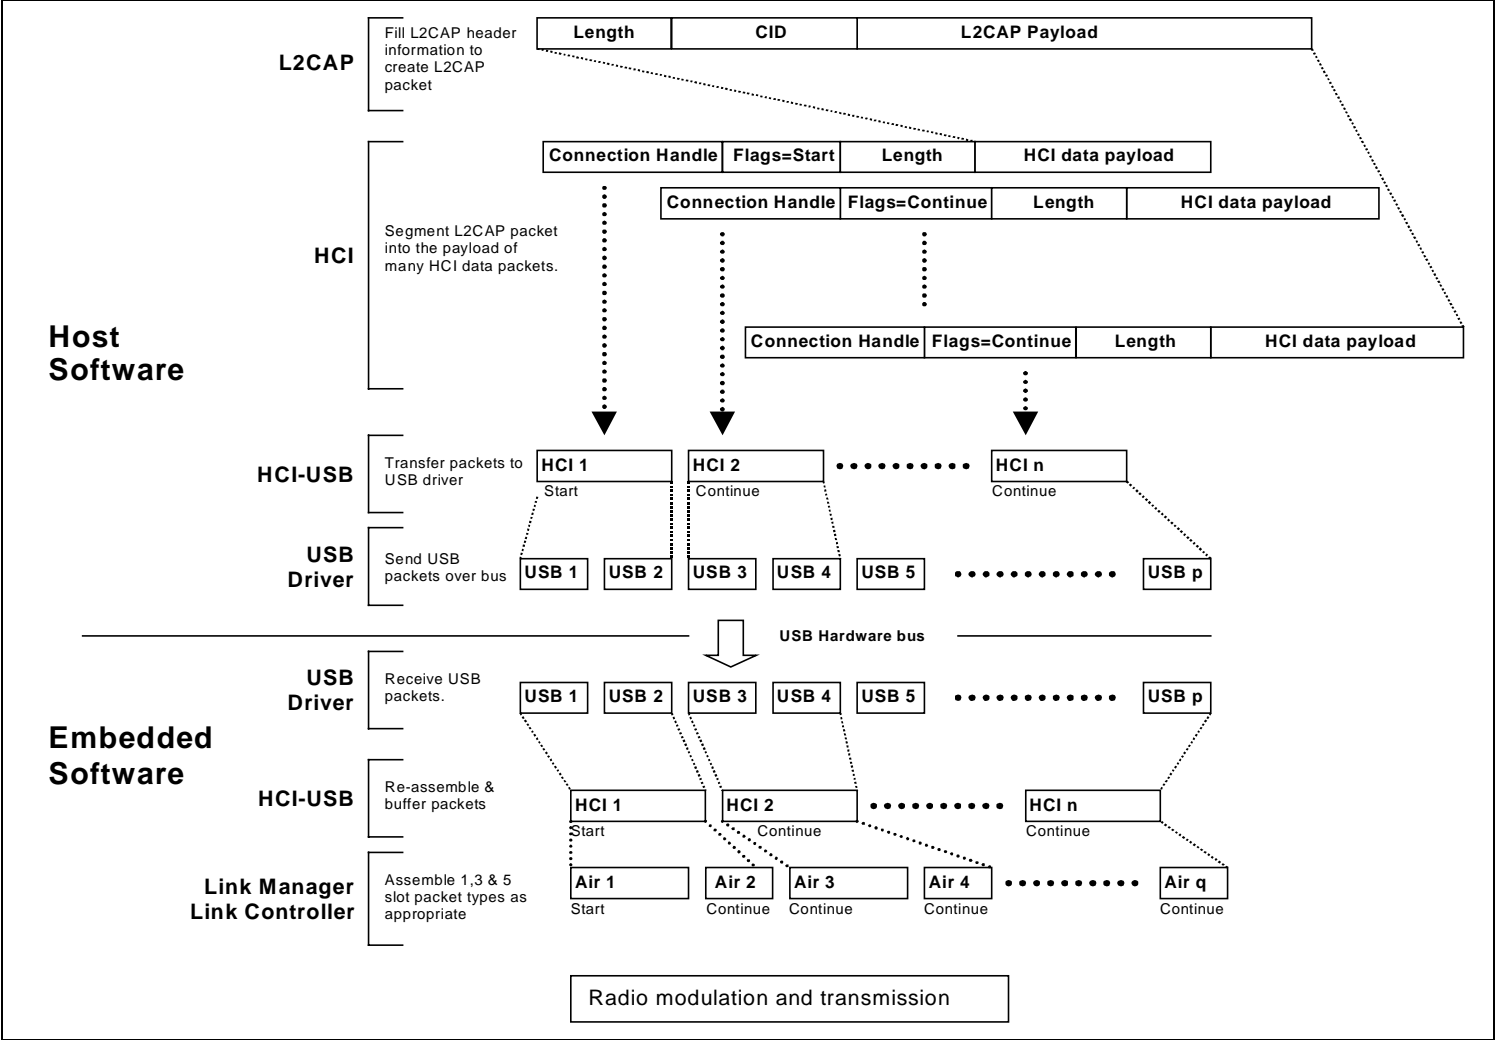 Fill L2CAP header
information to
create L2CAP
packet
L2CAP
Length CID L2CAP Payload
Connection Handle Flags=Start Length HCI data payload
Connection Handle Flags=Continue Length HCI data payload
Segment L2CAP packet
into the payload of
many HCI data packets.
HCI
Connection Handle Flags=Continue Length HCI data payload
Host
Software
HCI-USB
Transfer packets to
USB driver
HCI 1 HCI 2 HCI n
Start Continue Continue
USB
Driver
Send USB
packets over bus
USB 1 USB 2 USB 3 USB 4 USB 5 USB p
USB Hardware bus
USB
Driver
Receive USB
packets.
USB 1 USB 2 USB 3 USB 4 USB 5 USB p
Embedded
Software
HCI-USB
Re-assemble &
buffer packets
HCI 1 HCI 2 HCI n
Start Continue Continue
Link Manager
Link Controller
Assemble 1,3 & 5
slot packet types as
appropriate
Air 1 Air 2 Air 3 Air 4 Air q
Start Continue Continue Continue Continue
Radio modulation and transmission